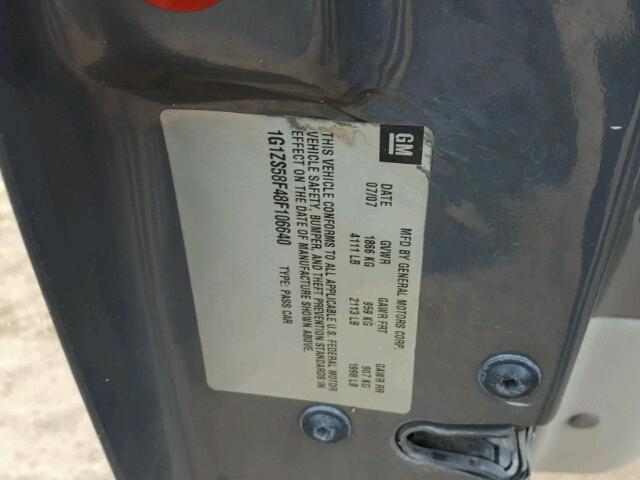 GM
MFD BY GENERAL MOTORS CORP.
DATE GVWR GAWR FRT GAWR RR
07/07 1866 KG 959 KG 907 KG
4111 LB 2113 LB 1998 LB
THIS VEHICLE CONFORMS TO ALL APPLICABLE U.S. FEDERAL MOTOR
VEHICLE SAFETY, BUMPER, AND THEFT PREVENTION STANDARDS IN
EFFECT ON THE DATE OF MANUFACTURE SHOWN ABOVE.
1G1ZS58F48F106640 TYPE: PASS CAR